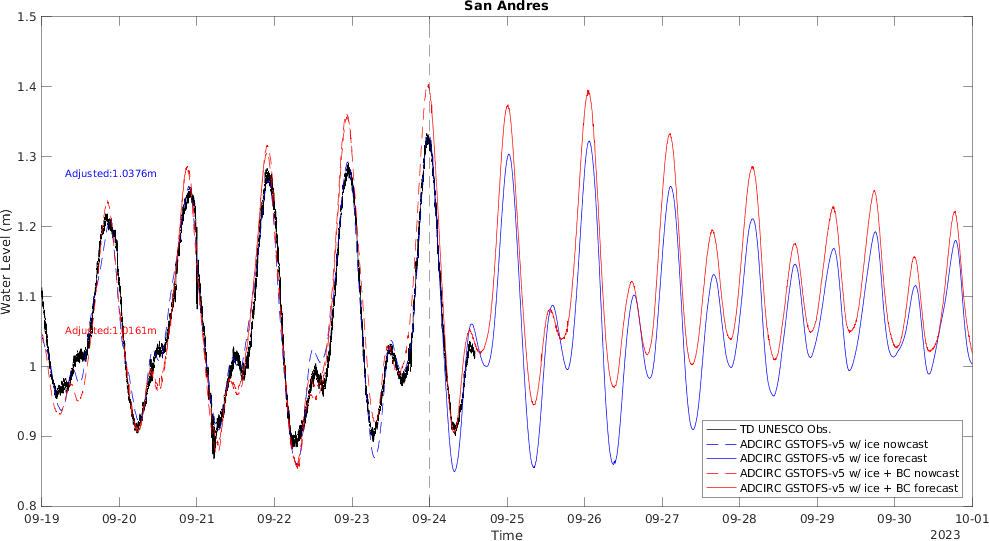 San Andres
1.5
1.4
1.3
1.2
1.1
1
0.9
0.8
Water Level (m)
Adjusted:1.0376m
Adjusted:1.0161m
TD UNESCO Obs.
ADCIRC GSTOFS-v5 w/ ice nowcast
ADCIRC GSTOFS-v5 w/ ice forecast
ADCIRC GSTOFS-v5 w/ ice + BC nowcast
ADCIRC GSTOFS-v5 w/ ice + BC forecast
09-19 09-20 09-21 09-22 09-23 09-24 09-25 09-26 09-27 09-28 09-29 09-30 10-01
Time
2023